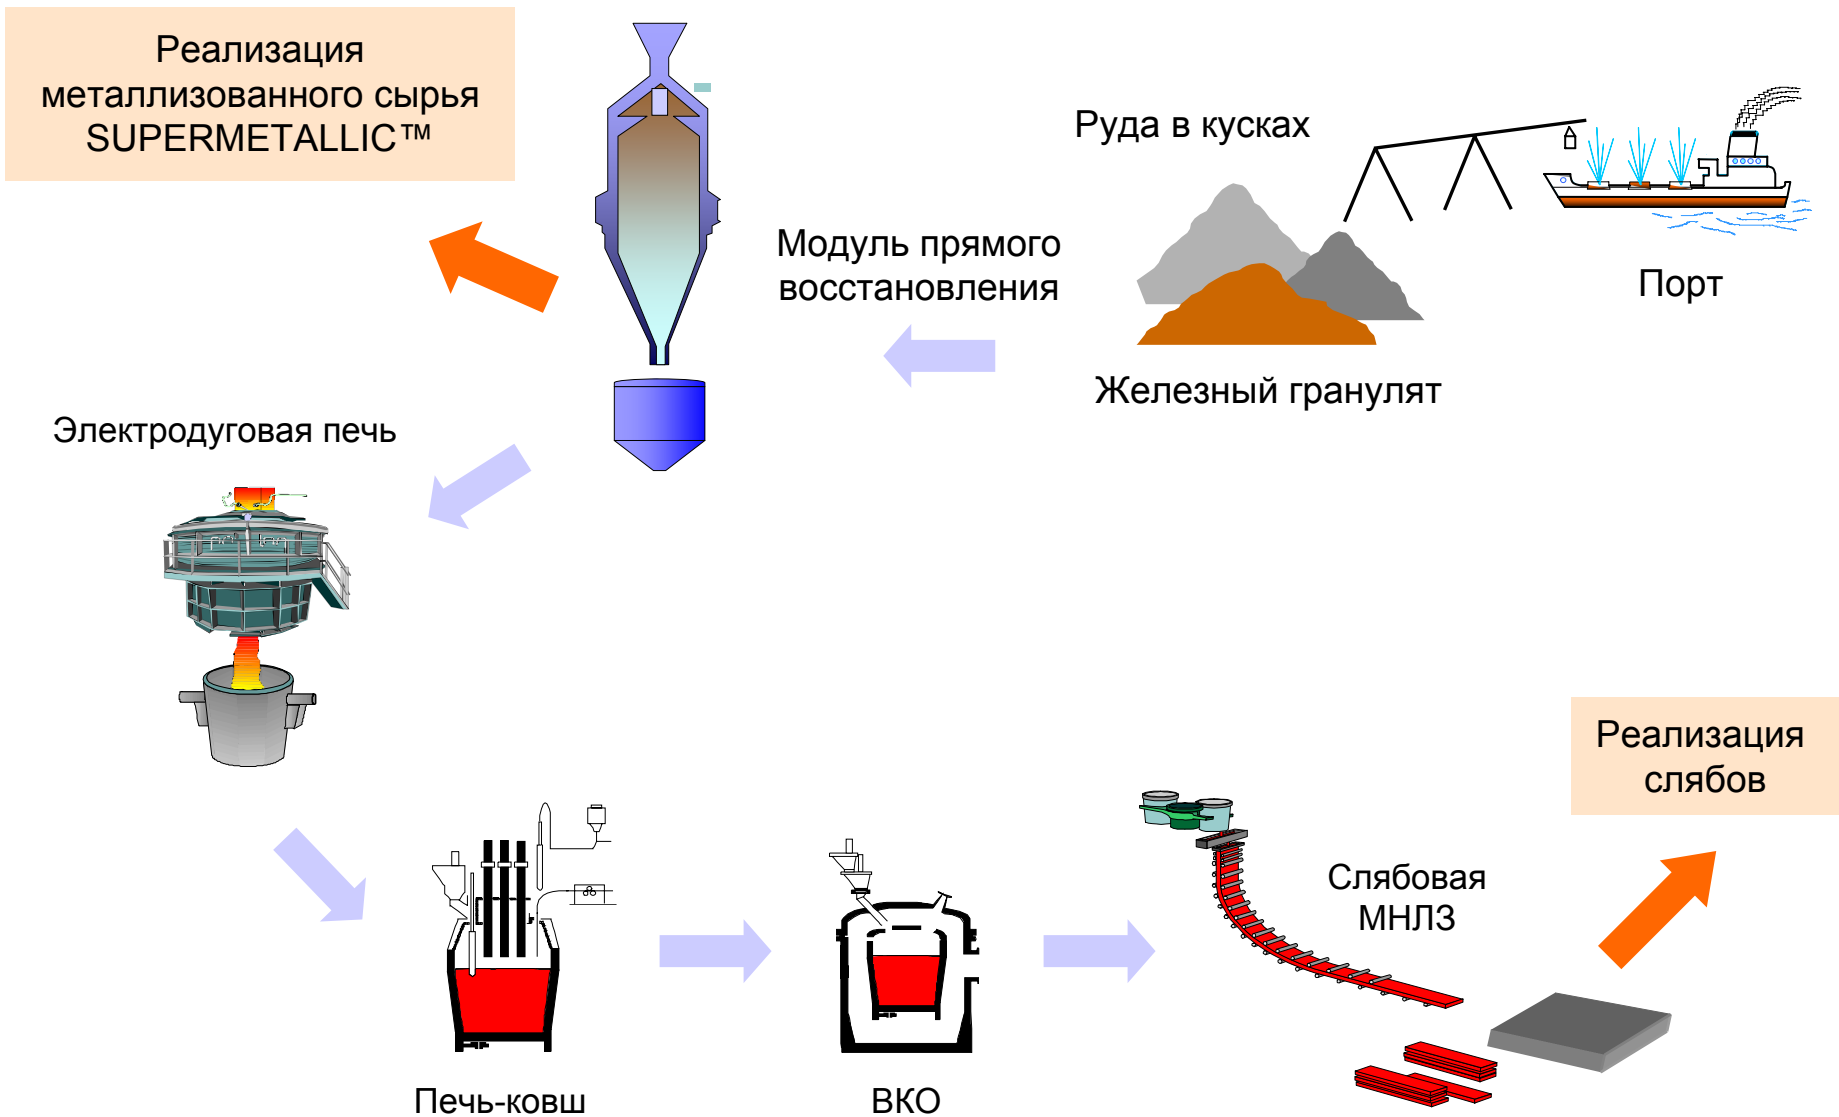 Реализация
металлизованного сырья
SUPERMETALLIC™
Руда в кусках
Модуль прямого
восстановления
Порт
Железный гранулят
Электродуговая печь
Реализация
слябов
Слябовая
МНЛЗ
Печь-ковш
ВКО